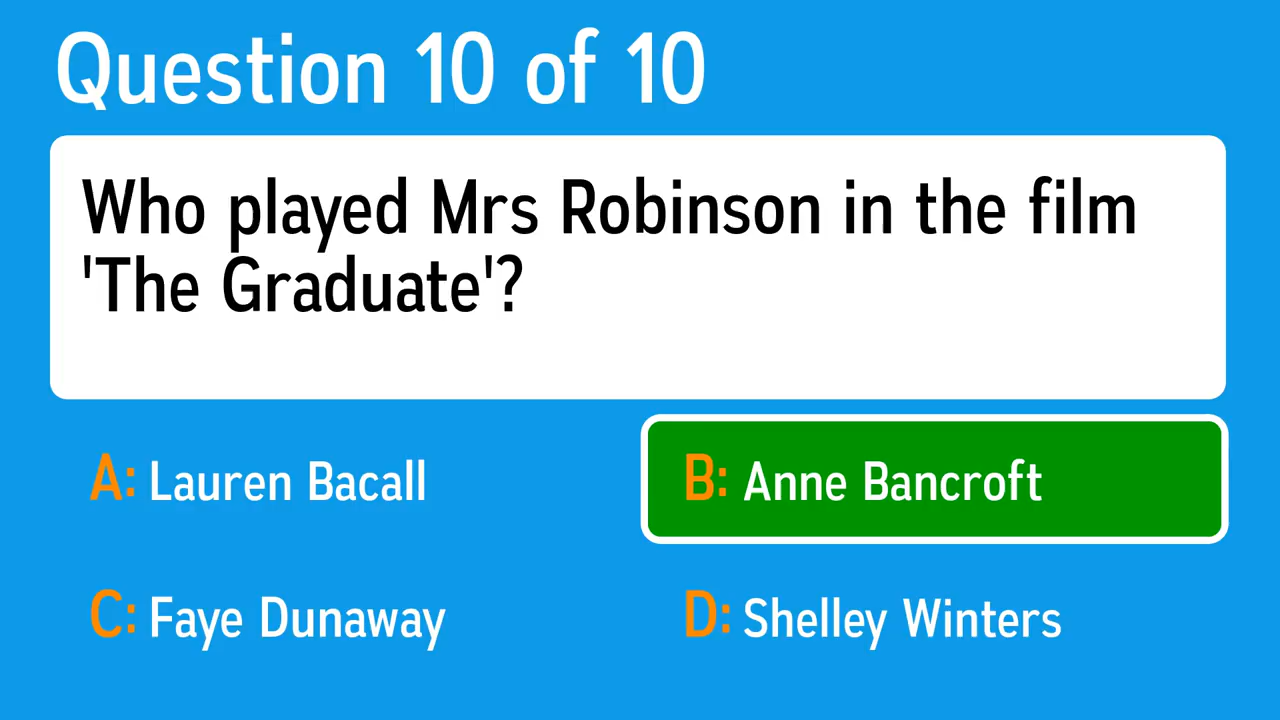 Question 10 of 10
Who played Mrs Robinson in the film
'The Graduate'?
A: Lauren Bacall
B: Anne Bancroft
C: Faye Dunaway
D: Shelley Winters